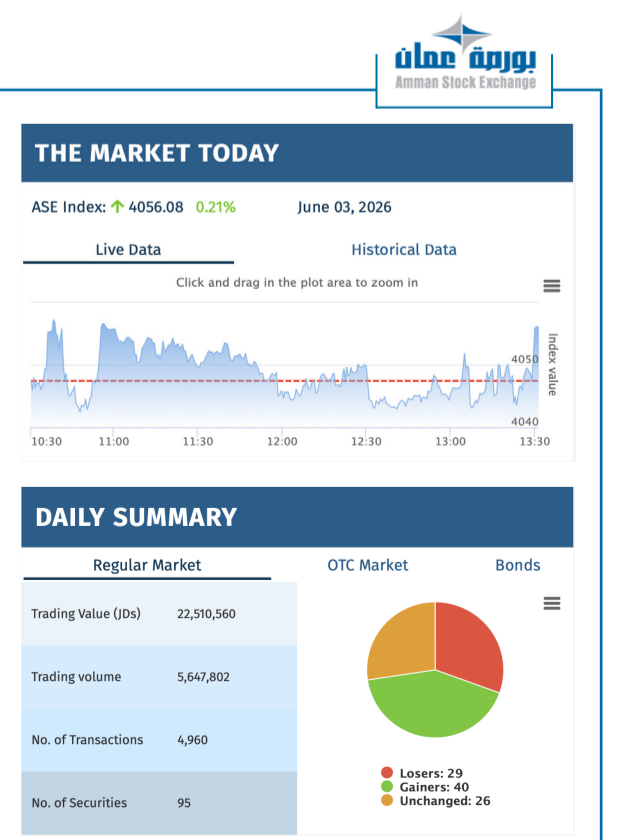 بورصة عمان
Amman Stock Exchange
THE MARKET TODAY
ASE Index: 4056.08 0.21% June 03, 2026
Live Data Historical Data
Click and drag in the plot area to zoom in
4050
4040
Index value
10:30 11:00 11:30 12:00 12:30 13:00 13:30
DAILY SUMMARY
Regular Market OTC Market Bonds
Trading Value (JDs) 22,510,560
Trading volume 5,647,802
No. of Transactions 4,960
No. of Securities 95
Losers: 29
Gainers: 40
Unchanged: 26